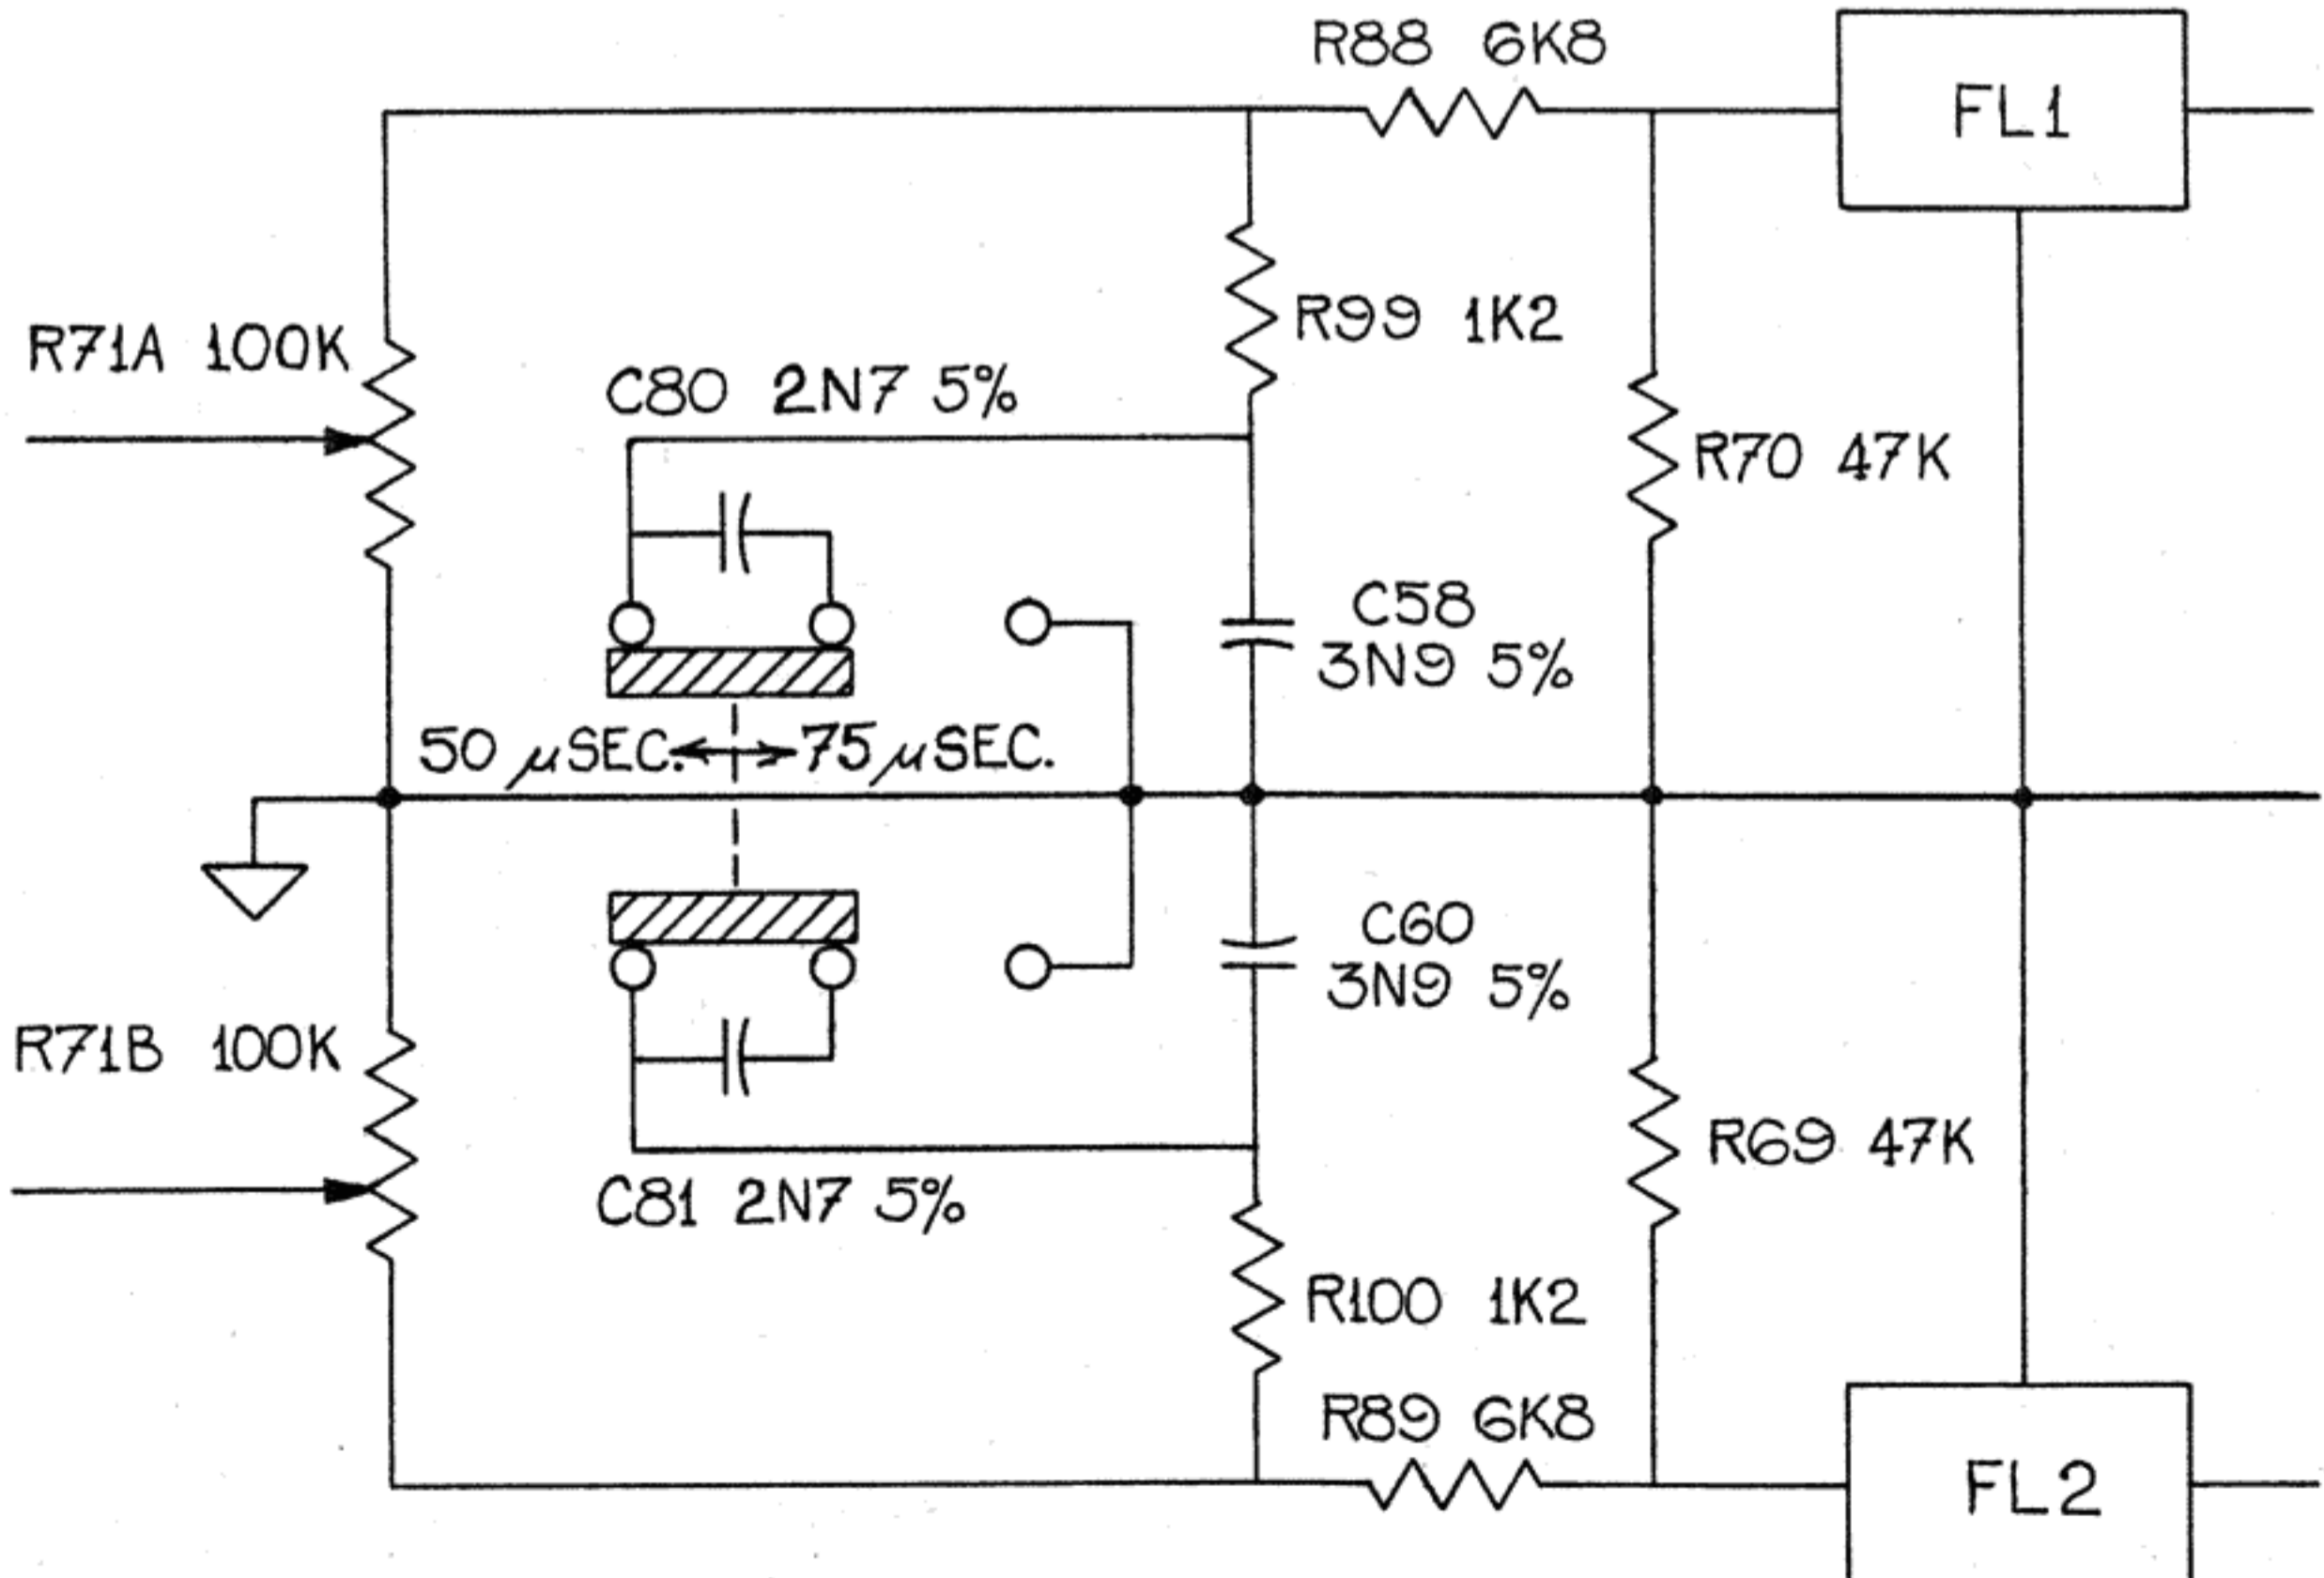 R88 6K8
FL1
R99 1K2
R71A 100K
C80 2N7 5%
R70 47K
C58
3N9 5%
50 µSEC. 75 µSEC.
C60
3N9 5%
R71B 100K
R69 47K
C81 2N7 5%
R100 1K2
R89 6K8
FL2